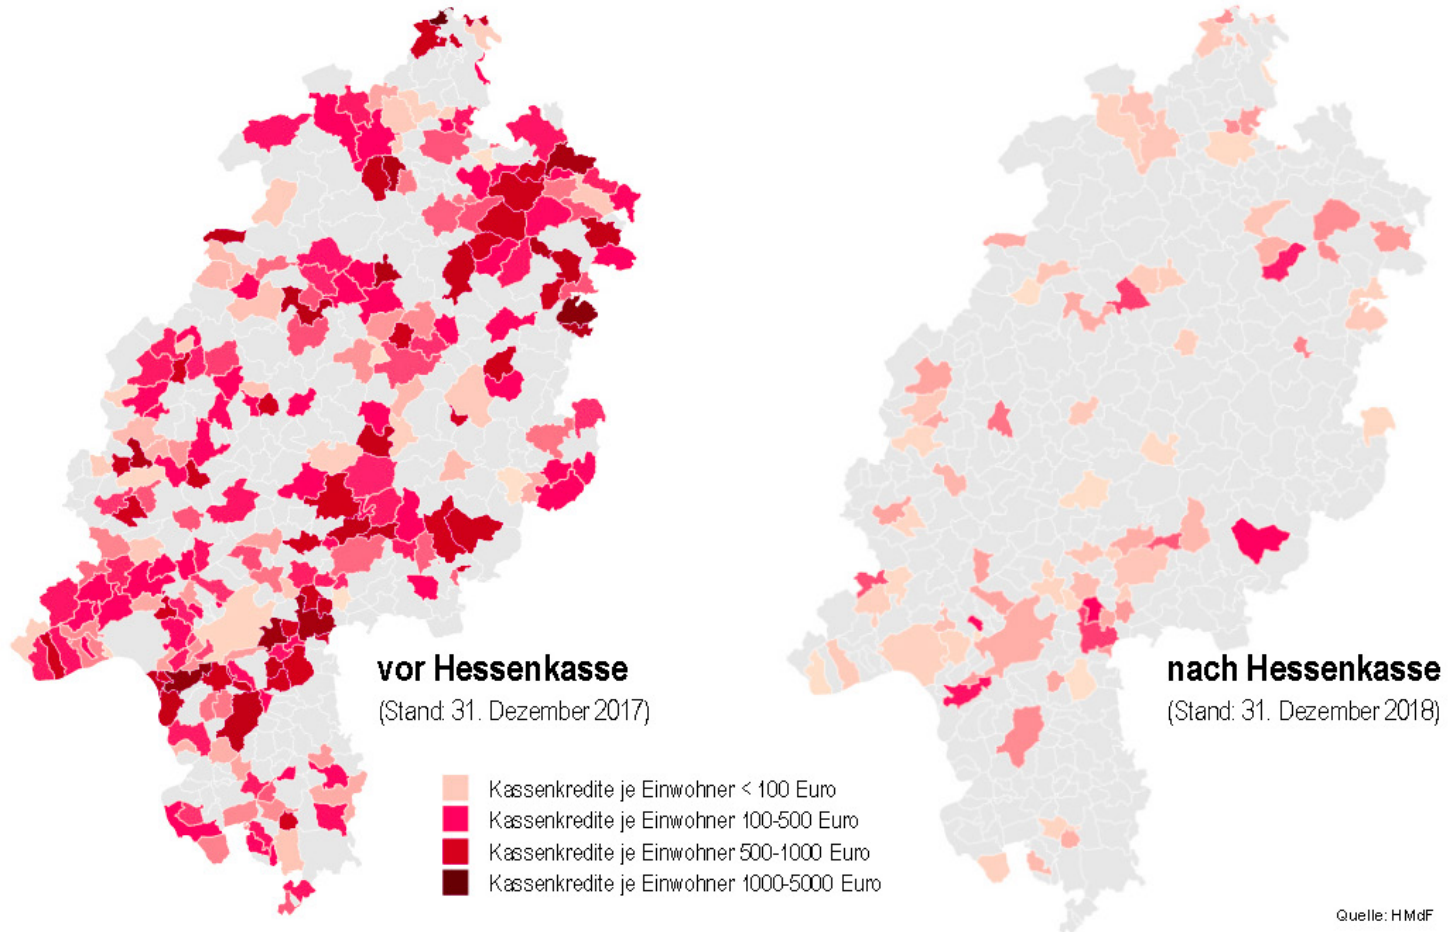 vor Hessenkasse
(Stand: 31. Dezember 2017)
nach Hessenkasse
(Stand: 31. Dezember 2018)
Kassenkredite je Einwohner < 100 Euro
Kassenkredite je Einwohner 100-500 Euro
Kassenkredite je Einwohner 500-1000 Euro
Kassenkredite je Einwohner 1000-5000 Euro
Quelle: HMdF